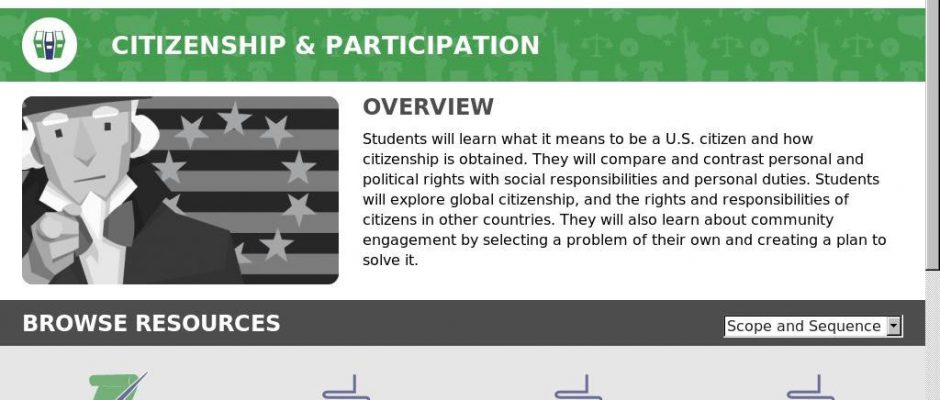 CITIZENSHIP & PARTICIPATION
OVERVIEW
Students will learn what it means to be a U.S. citizen and how
citizenship is obtained. They will compare and contrast personal and
political rights with social responsibilities and personal duties. Students
will explore global citizenship, and the rights and responsibilities of
citizens in other countries. They will also learn about community
engagement by selecting a problem of their own and creating a plan to
solve it.
BROWSE RESOURCES
Scope and Sequence